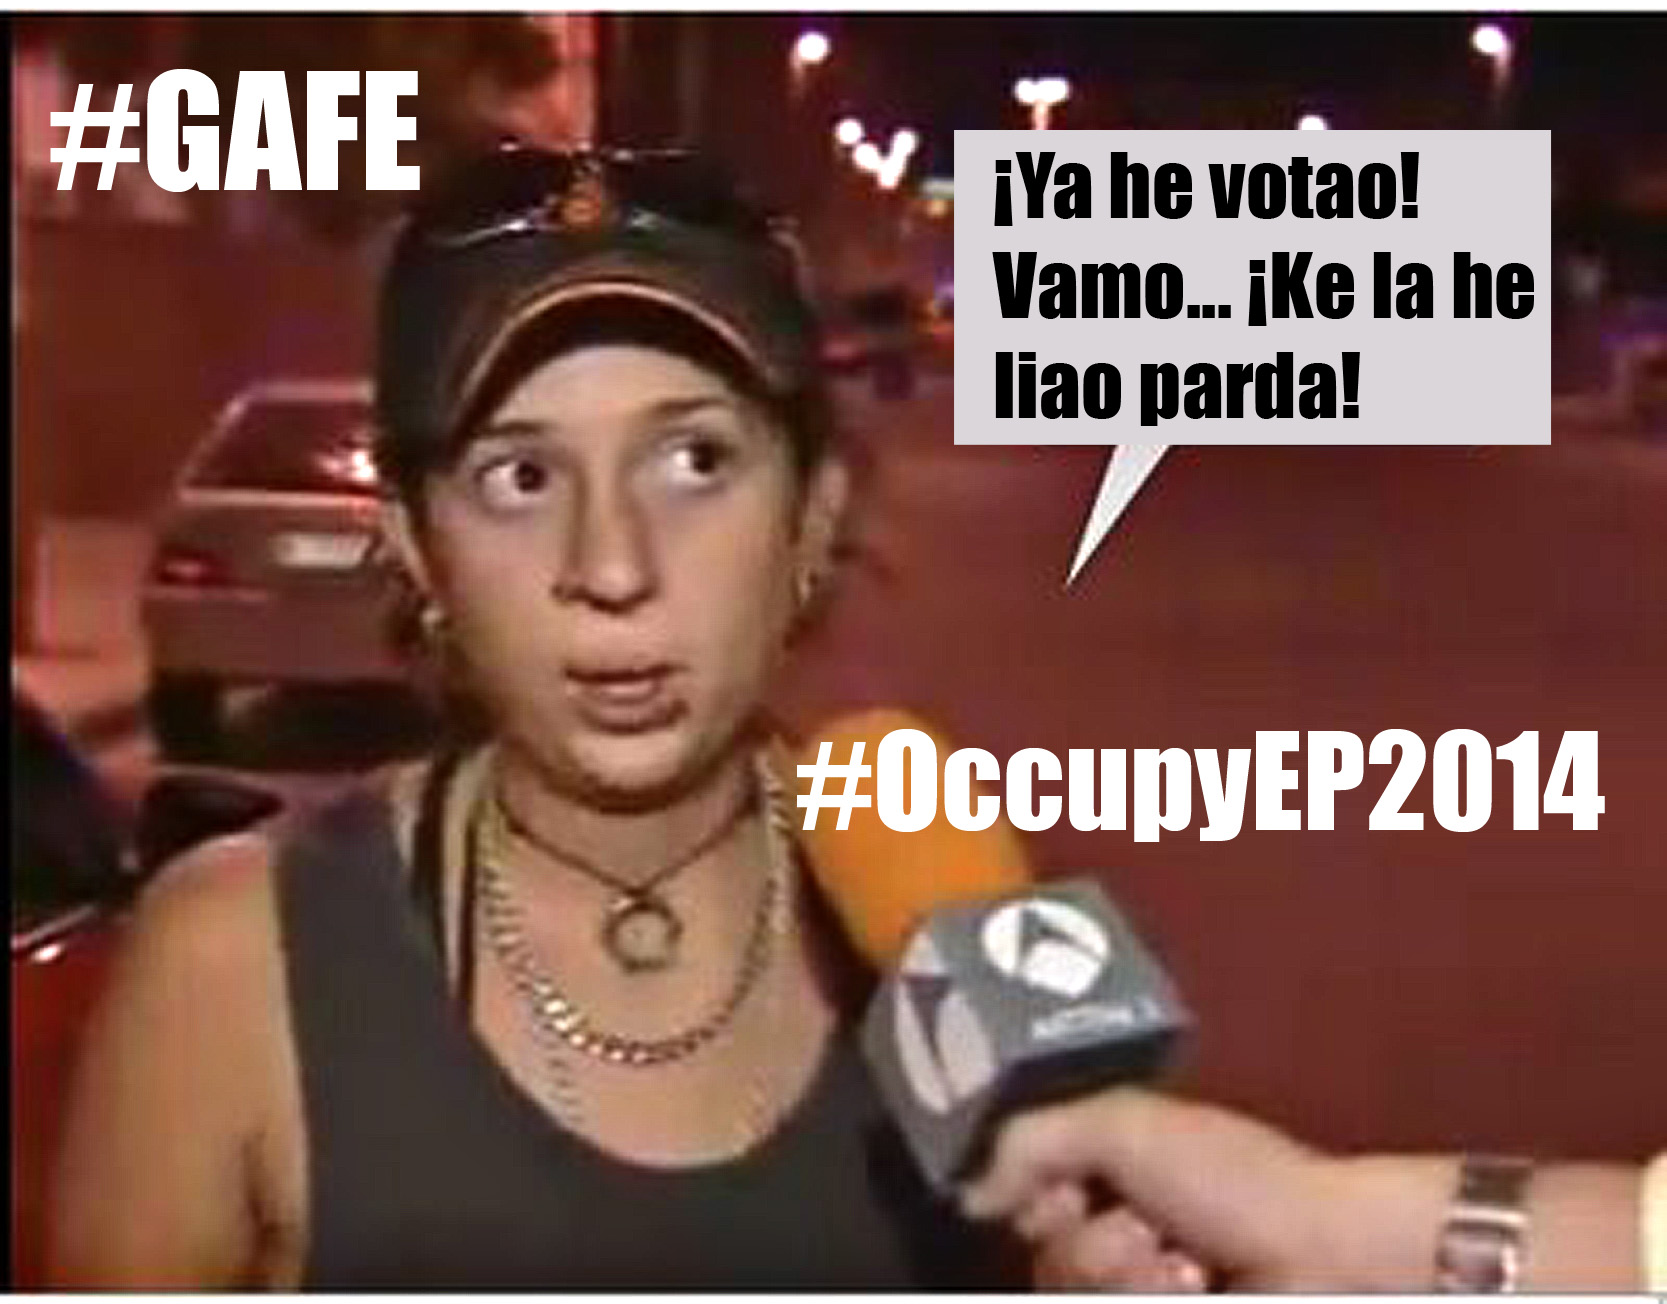 #GAFE
¡Ya he votao!
Vamo... ¡Ke la he
liao parda!
#OccupyEP2014